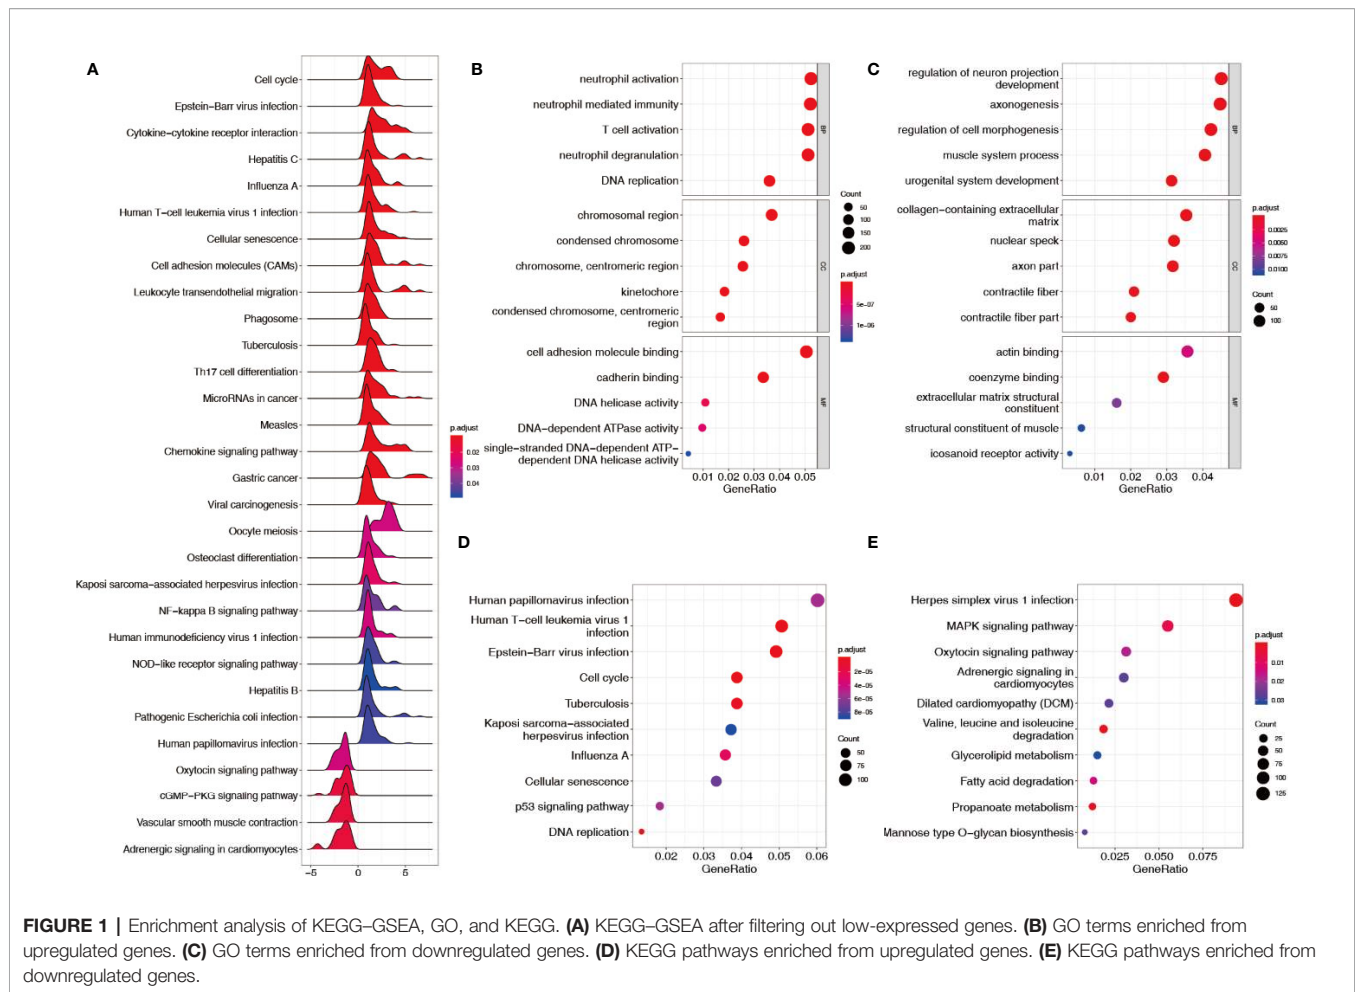 A
Cell cycle
Epstein-Barr virus infection
Cytokine-cytokine receptor interaction
Hepatitis C
Influenza A
Human T-cell leukemia virus 1 infection
Cellular senescence
Cell adhesion molecules (CAMs)
Leukocyte transendothelial migration
Phagosome
Tuberculosis
Th17 cell differentiation
MicroRNAs in cancer
Measles
Chemokine signaling pathway
Gastric cancer
Viral carcinogenesis
Oocyte meiosis
Osteoclast differentiation
Kaposi sarcoma-associated herpesvirus infection
NF-kappa B signaling pathway
Human immunodeficiency virus 1 infection
NOD-like receptor signaling pathway
Hepatitis B
Pathogenic Escherichia coli infection
Human papillomavirus infection
Oxytocin signaling pathway
cGMP-PKG signaling pathway
Vascular smooth muscle contraction
Adrenergic signaling in cardiomyocytes
-5 0 5
p.adjust
0.02
0.03
0.04
B
neutrophil activation
neutrophil mediated immunity
T cell activation
neutrophil degranulation
DNA replication
BP
chromosomal region
condensed chromosome
chromosome, centromeric region
kinetochore
condensed chromosome, centromeric
region
CC
cell adhesion molecule binding
cadherin binding
DNA helicase activity
DNA-dependent ATPase activity
single-stranded DNA-dependent ATP-
dependent DNA helicase activity
MF
0.01 0.02 0.03 0.04 0.05
GeneRatio
Count
50
100
150
200
p.adjust
5e-07
1e-06
C
regulation of neuron projection
development
axonogenesis
regulation of cell morphogenesis
muscle system process
urogenital system development
BP
collagen-containing extracellular
matrix
nuclear speck
axon part
contractile fiber
contractile fiber part
CC
actin binding
coenzyme binding
extracellular matrix structural
constituent
structural constituent of muscle
icosanoid receptor activity
MF
0.01 0.02 0.03 0.04
GeneRatio
p.adjust
0.0025
0.0050
0.0075
0.0100
Count
50
100
D
Human papillomavirus infection
Human T-cell leukemia virus 1
infection
Epstein-Barr virus infection
Cell cycle
Tuberculosis
Kaposi sarcoma-associated
herpesvirus infection
Influenza A
Cellular senescence
p53 signaling pathway
DNA replication
0.02 0.03 0.04 0.05 0.06
GeneRatio
p.adjust
2e-05
4e-05
6e-05
8e-05
Count
50
75
100
E
Herpes simplex virus 1 infection
MAPK signaling pathway
Oxytocin signaling pathway
Adrenergic signaling in
cardiomyocytes
Dilated cardiomyopathy (DCM)
Valine, leucine and isoleucine
degradation
Glycerolipid metabolism
Fatty acid degradation
Propanoate metabolism
Mannose type O-glycan biosynthesis
0.025 0.050 0.075
GeneRatio
p.adjust
0.01
0.02
0.03
Count
25
50
75
100
125
FIGURE 1 | Enrichment analysis of KEGG–GSEA, GO, and KEGG. (A) KEGG–GSEA after filtering out low-expressed genes. (B) GO terms enriched from
upregulated genes. (C) GO terms enriched from downregulated genes. (D) KEGG pathways enriched from upregulated genes. (E) KEGG pathways enriched from
downregulated genes.